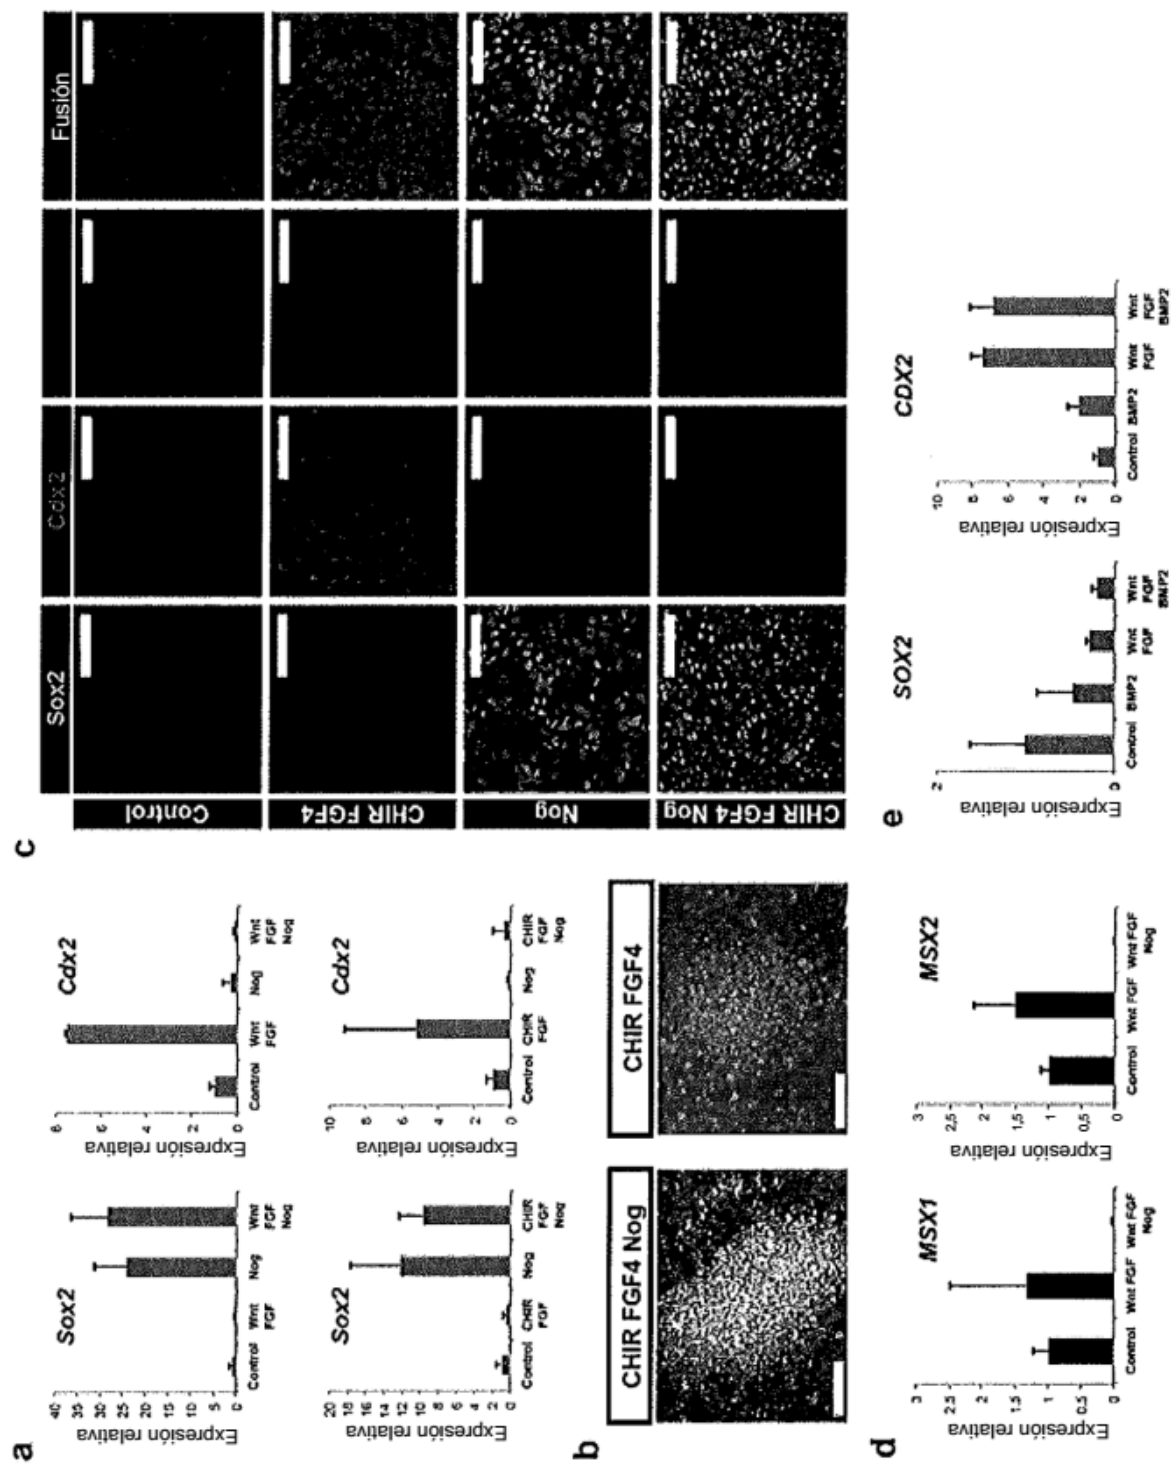 a
Sox2
Expresión relativa
40
35
30
25
20
15
10
5
0
Control
Wnt
FGF
Nog
Wnt
FGF
Nog
Cdx2
Expresión relativa
8
6
4
2
0
Control
Wnt
FGF
Nog
Wnt
FGF
Nog
Sox2
Expresión relativa
20
18
16
14
12
10
8
6
4
2
0
Control
CHIR
FGF
Nog
CHIR
FGF
Nog
Cdx2
Expresión relativa
10
8
6
4
2
0
Control
CHIR
FGF
Nog
CHIR
FGF
Nog
b
CHIR FGF4 Nog
CHIR FGF4
c
Sox2
Cdx2
Fusión
Control
CHIR FGF4
Nog
CHIR FGF4 Nog
d
MSX1
Expresión relativa
3
2.5
2
1.5
1
0.5
0
Control
Wnt FGF
Wnt FGF
Nog
MSX2
Expresión relativa
3
2.5
2
1.5
1
0.5
0
Control
Wnt FGF
Wnt FGF
Nog
e
SOX2
Expresión relativa
2
0
Control
BMP2
Wnt
FGF
Wnt
FGF
BMP2
CDX2
Expresión relativa
10
8
6
4
2
0
Control
BMP2
Wnt
FGF
Wnt
FGF
BMP2